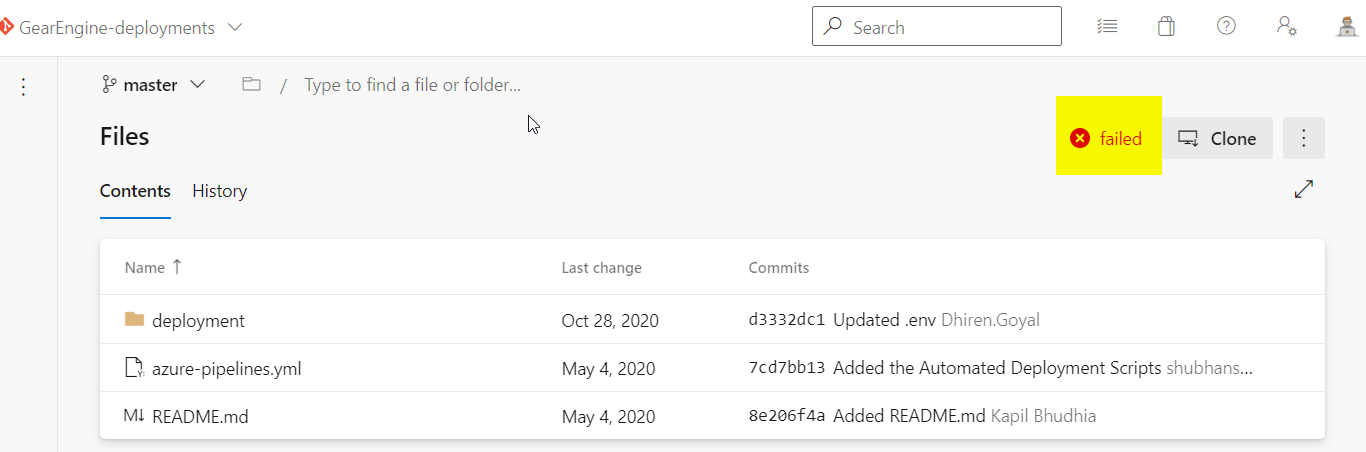 GearEngine-deployments
Search
master / Type to find a file or folder...
Files
failed
Clone
Contents History
Name Last change Commits
deployment Oct 28, 2020 d3332dc1 Updated .env Dhiren.Goyal
azure-pipelines.yml May 4, 2020 7cd7bb13 Added the Automated Deployment Scripts shubhans...
README.md May 4, 2020 8e206f4a Added README.md Kapil Bhudhia